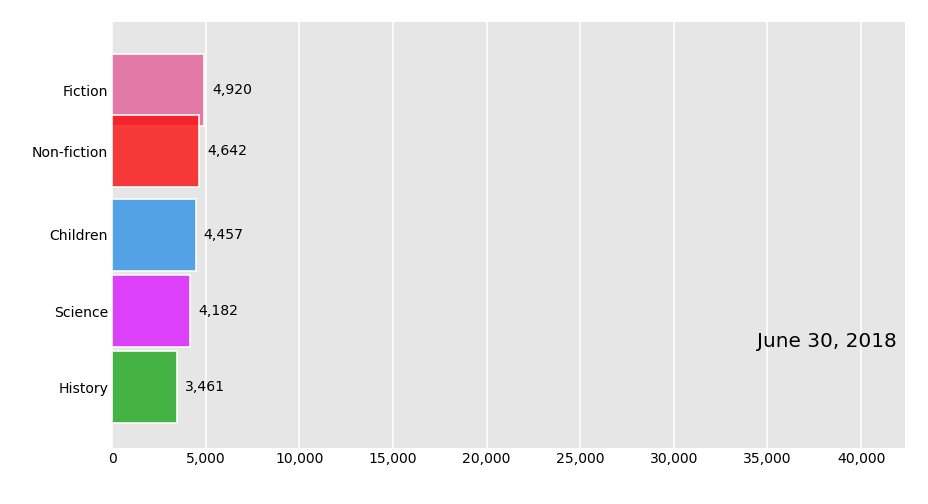 Fiction 4,920
Non-fiction 4,642
Children 4,457
Science 4,182
June 30, 2018
History 3,461
0 5,000 10,000 15,000 20,000 25,000 30,000 35,000 40,000